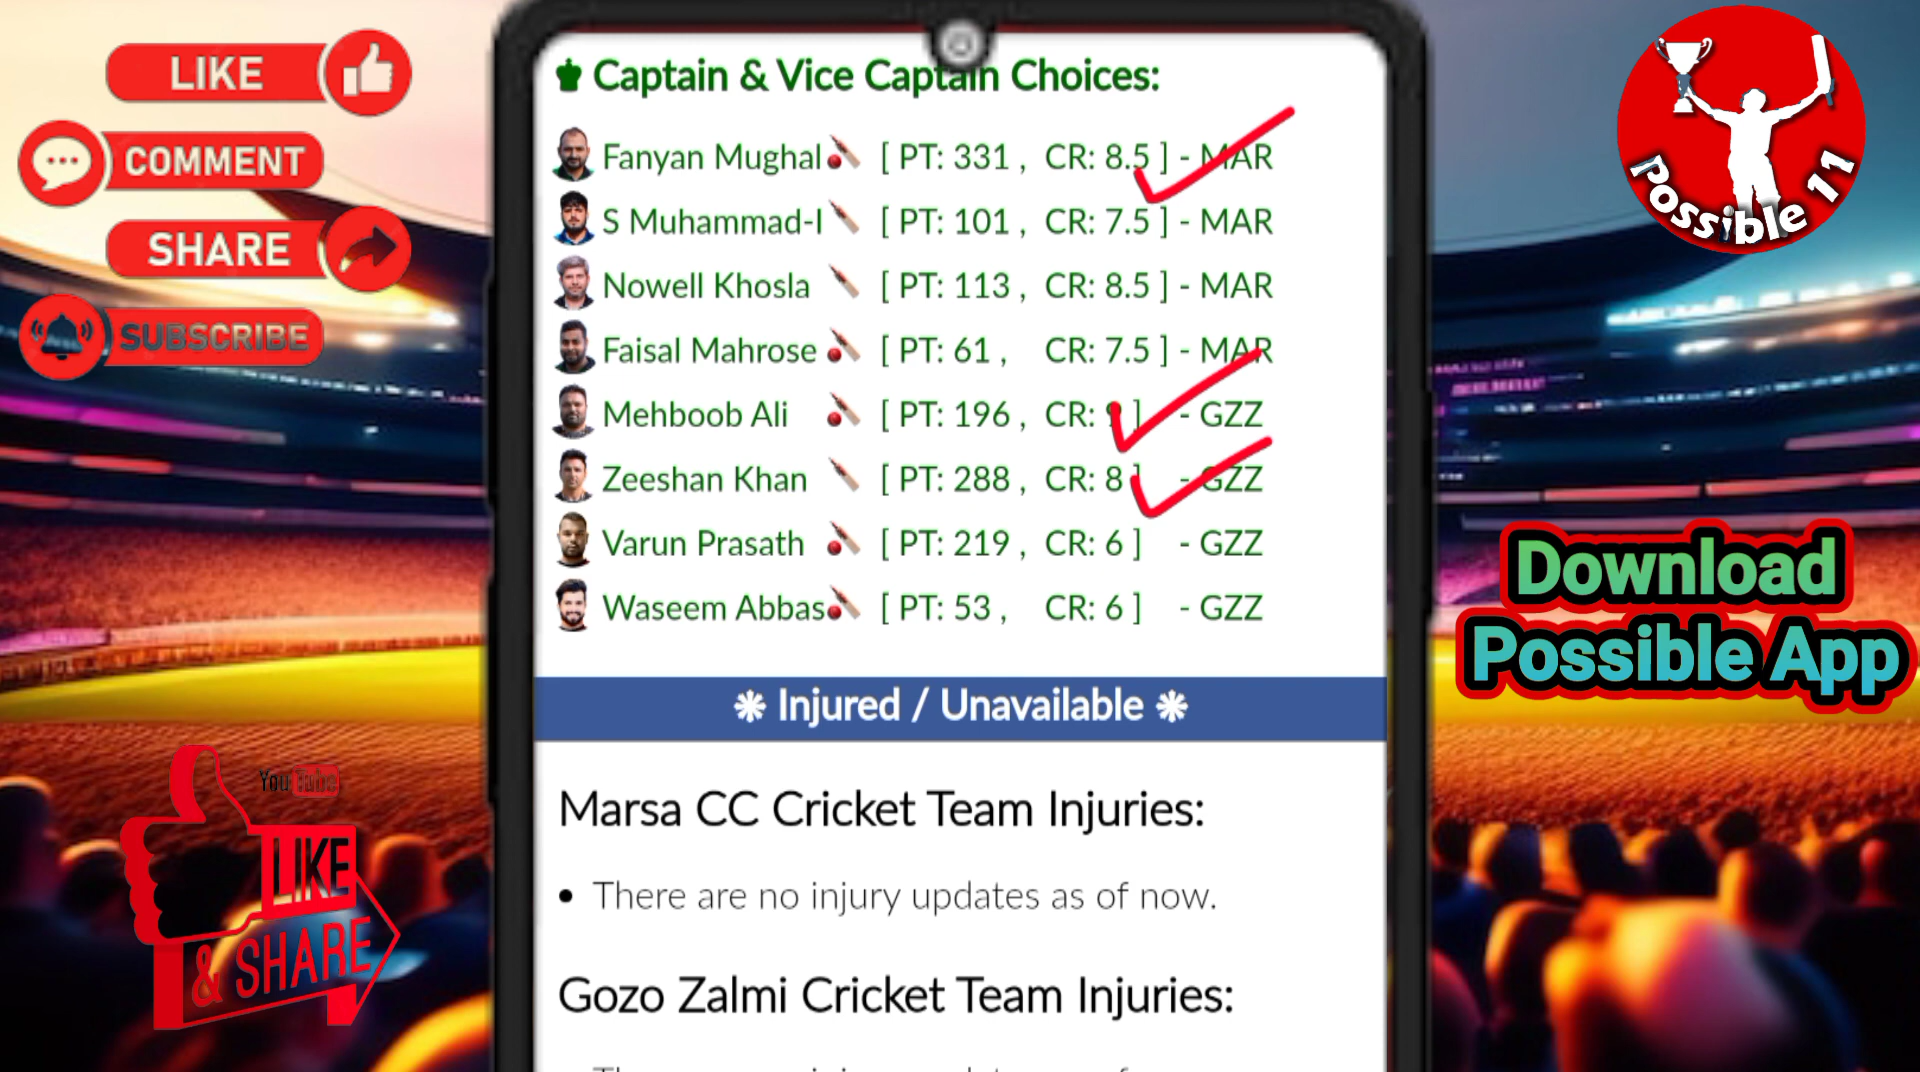 LIKE
COMMENT
SHARE
SUBSCRIBE
Captain & Vice Captain Choices:
Fanyan Mughal [ PT: 331 , CR: 8.5 ] - MAR
S Muhammad-I [ PT: 101 , CR: 7.5 ] - MAR
Nowell Khosla [ PT: 113 , CR: 8.5 ] - MAR
Faisal Mahrose [ PT: 61 , CR: 7.5 ] - MAR
Mehboob Ali [ PT: 196 , CR: 9 ] - GZZ
Zeeshan Khan [ PT: 288 , CR: 8 ] - GZZ
Varun Prasath [ PT: 219 , CR: 6 ] - GZZ
Waseem Abbas [ PT: 53 , CR: 6 ] - GZZ
Injured / Unavailable
Marsa CC Cricket Team Injuries:
• There are no injury updates as of now.
Gozo Zalmi Cricket Team Injuries:
Possible 11
Download
Possible App
YouTube
LIKE
& SHARE